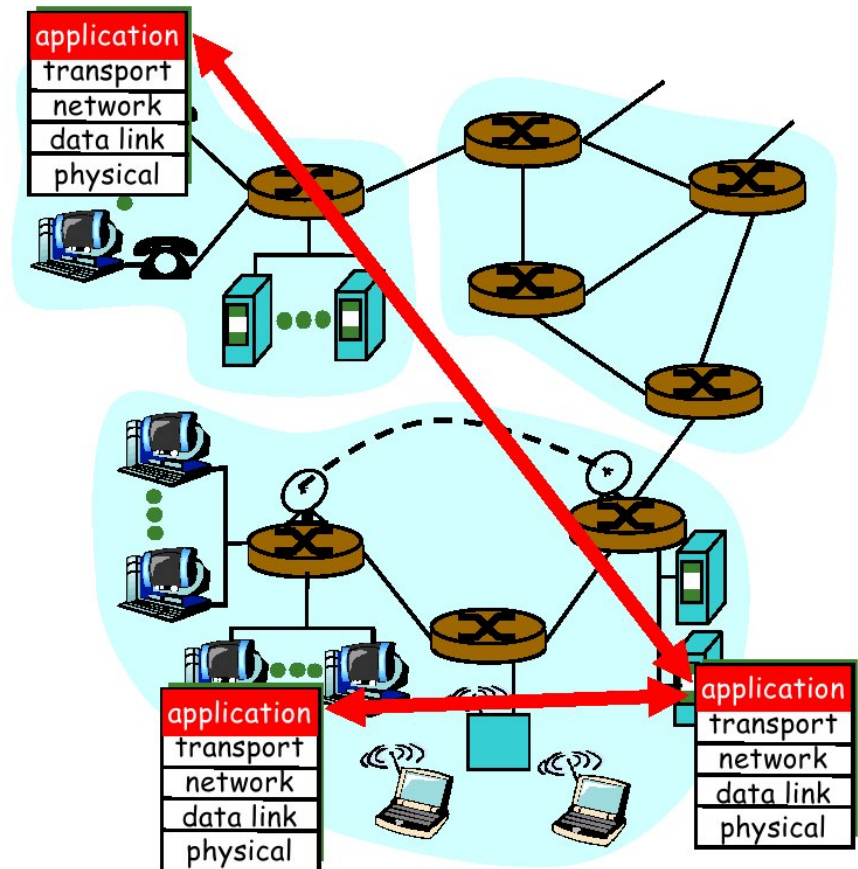 application
transport
network
data link
physical
application
transport
network
data link
physical
application
transport
network
data link
physical